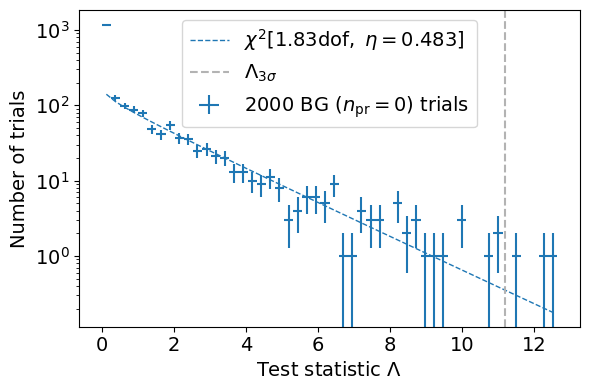 χ²[1.83dof, η = 0.483]
Λ3σ
2000 BG (npr = 0) trials
Number of trials
10³
10²
10¹
10⁰
0 2 4 6 8 10 12
Test statistic Λ